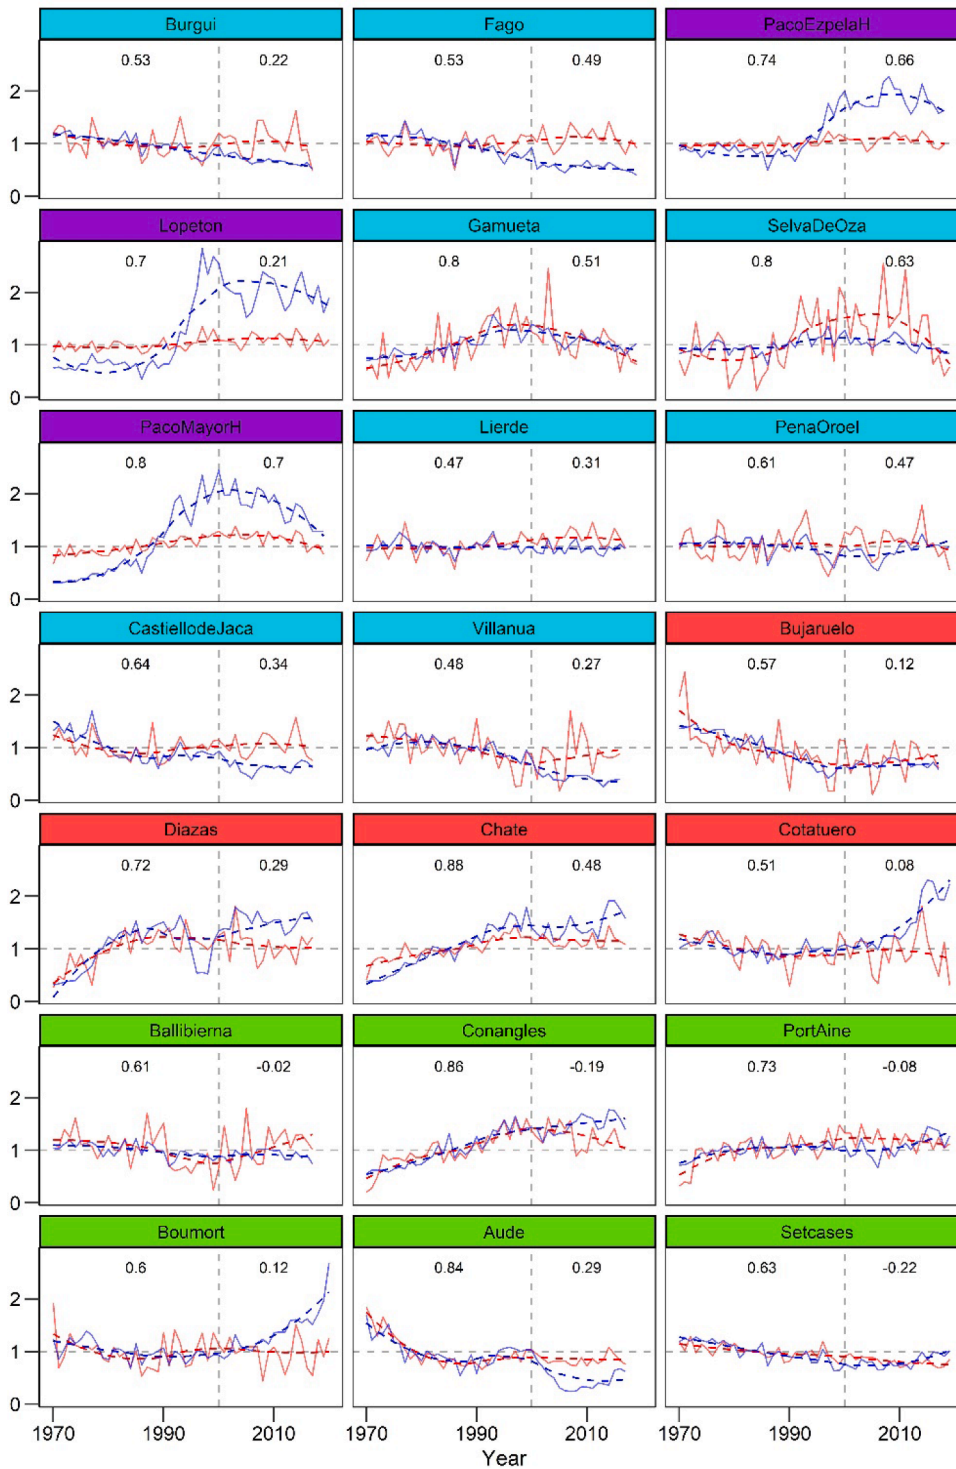 Burgui Fago PacoEzpelaH
0.53 0.22 0.53 0.49 0.74 0.66
2
1
0
Lopeton Gamueta SelvaDeOza
0.7 0.21 0.8 0.51 0.8 0.63
2
1
0
PacoMayorH Lierde PenaOroel
0.8 0.7 0.47 0.31 0.61 0.47
2
1
0
CastiellodeJaca Villanua Bujaruelo
0.64 0.34 0.48 0.27 0.57 0.12
2
1
0
Diazas Chate Cotatuero
0.72 0.29 0.88 0.48 0.51 0.08
2
1
0
Ballibierna Conangles PortAine
0.61 -0.02 0.86 -0.19 0.73 -0.08
2
1
0
Boumort Aude Setcases
0.6 0.12 0.84 0.29 0.63 -0.22
2
1
0
1970 1990 2010 1970 1990 2010 1970 1990 2010
Year